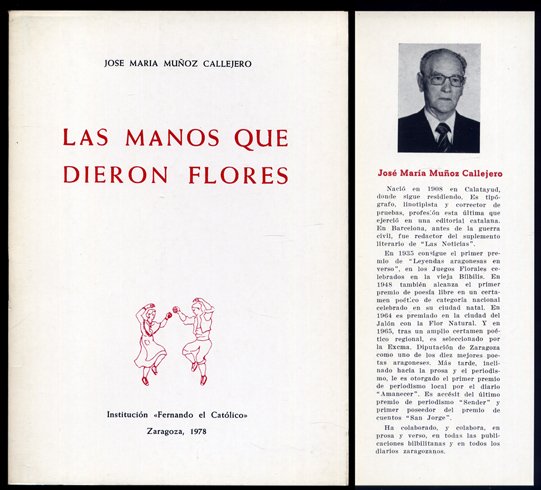 JOSE MARIA MUÑOZ CALLEJERO
LAS MANOS QUE
DIERON FLORES
Institución «Fernando el Católico»
Zaragoza, 1978
José María Muñoz Callejero
Nació en 1908 en Calatayud,
donde sigue residiendo. Es tipó-
grafo, linotipista y corrector de
pruebas, profesión esta última que
ejerció en una editorial catalana.
En Barcelona, antes de la guerra
civil, fue redactor del suplemento
literario de "Las Noticias".
En 1935 consigue el primer pre-
mio de "Leyendas aragonesas en
verso", en los Juegos Florales ce-
lebrados en la vieja Bílbilis. En
1948 también alcanza el primer
premio de poesía libre en un certa-
men poético de categoría nacional
celebrado en su ciudad natal. En
1964 es premiado en la ciudad del
Jalón con la Flor Natural. Y en
1965, tras un amplio certamen poé-
tico regional, es seleccionado por
la Excma. Diputación de Zaragoza
como uno de los diez mejores poe-
tas aragoneses. Más tarde, incli-
nado hacia la prosa y el periodis-
mo, le es otorgado el primer premio
de periodismo local por el diario
"Amanecer". Es accésit del último
premio de periodismo "Sender" y
primer poseedor del premio de
cuentos "San Jorge".
Ha colaborado, y colabora, en
prosa y verso, en todas las publi-
caciones bilbilitanas y en todos los
diarios zaragozanos.